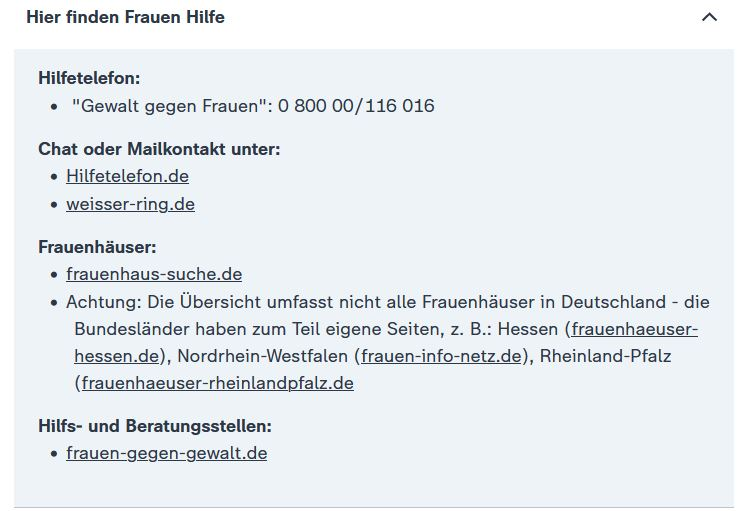 Hier finden Frauen Hilfe
Hilfetelefon:
• "Gewalt gegen Frauen": 0 800 00/116 016
Chat oder Mailkontakt unter:
• Hilfetelefon.de
• weisser-ring.de
Frauenhäuser:
• frauenhaus-suche.de
• Achtung: Die Übersicht umfasst nicht alle Frauenhäuser in Deutschland - die
Bundesländer haben zum Teil eigene Seiten, z. B.: Hessen (frauenhaeuser-
hessen.de), Nordrhein-Westfalen (frauen-info-netz.de), Rheinland-Pfalz
(frauenhaeuser-rheinlandpfalz.de
Hilfs- und Beratungsstellen:
• frauen-gegen-gewalt.de